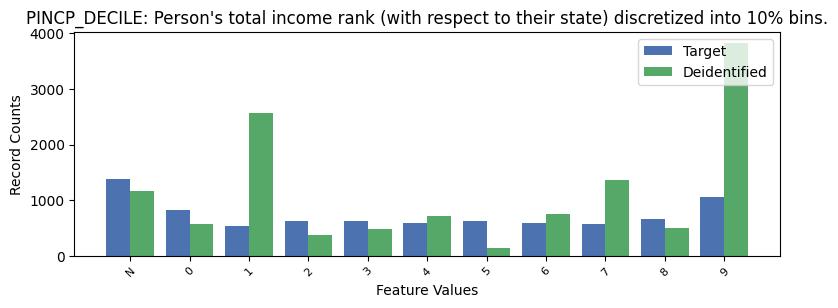 PINCP_DECILE: Person's total income rank (with respect to their state) discretized into 10% bins.
4000
3000
2000
1000
0
Record Counts
Target
Deidentified
N 0 1 2 3 4 5 6 7 8 9
Feature Values